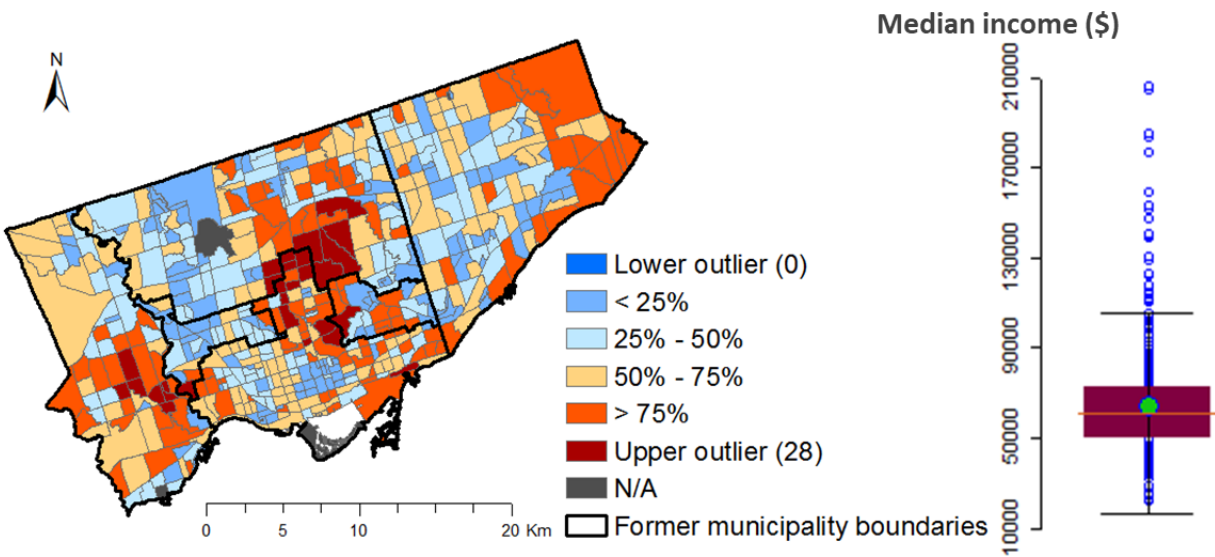 Median income ($)
N
210000
170000
130000
90000
50000
10000
Lower outlier (0)
< 25%
25% - 50%
50% - 75%
> 75%
Upper outlier (28)
N/A
Former municipality boundaries
0 5 10 20 Km